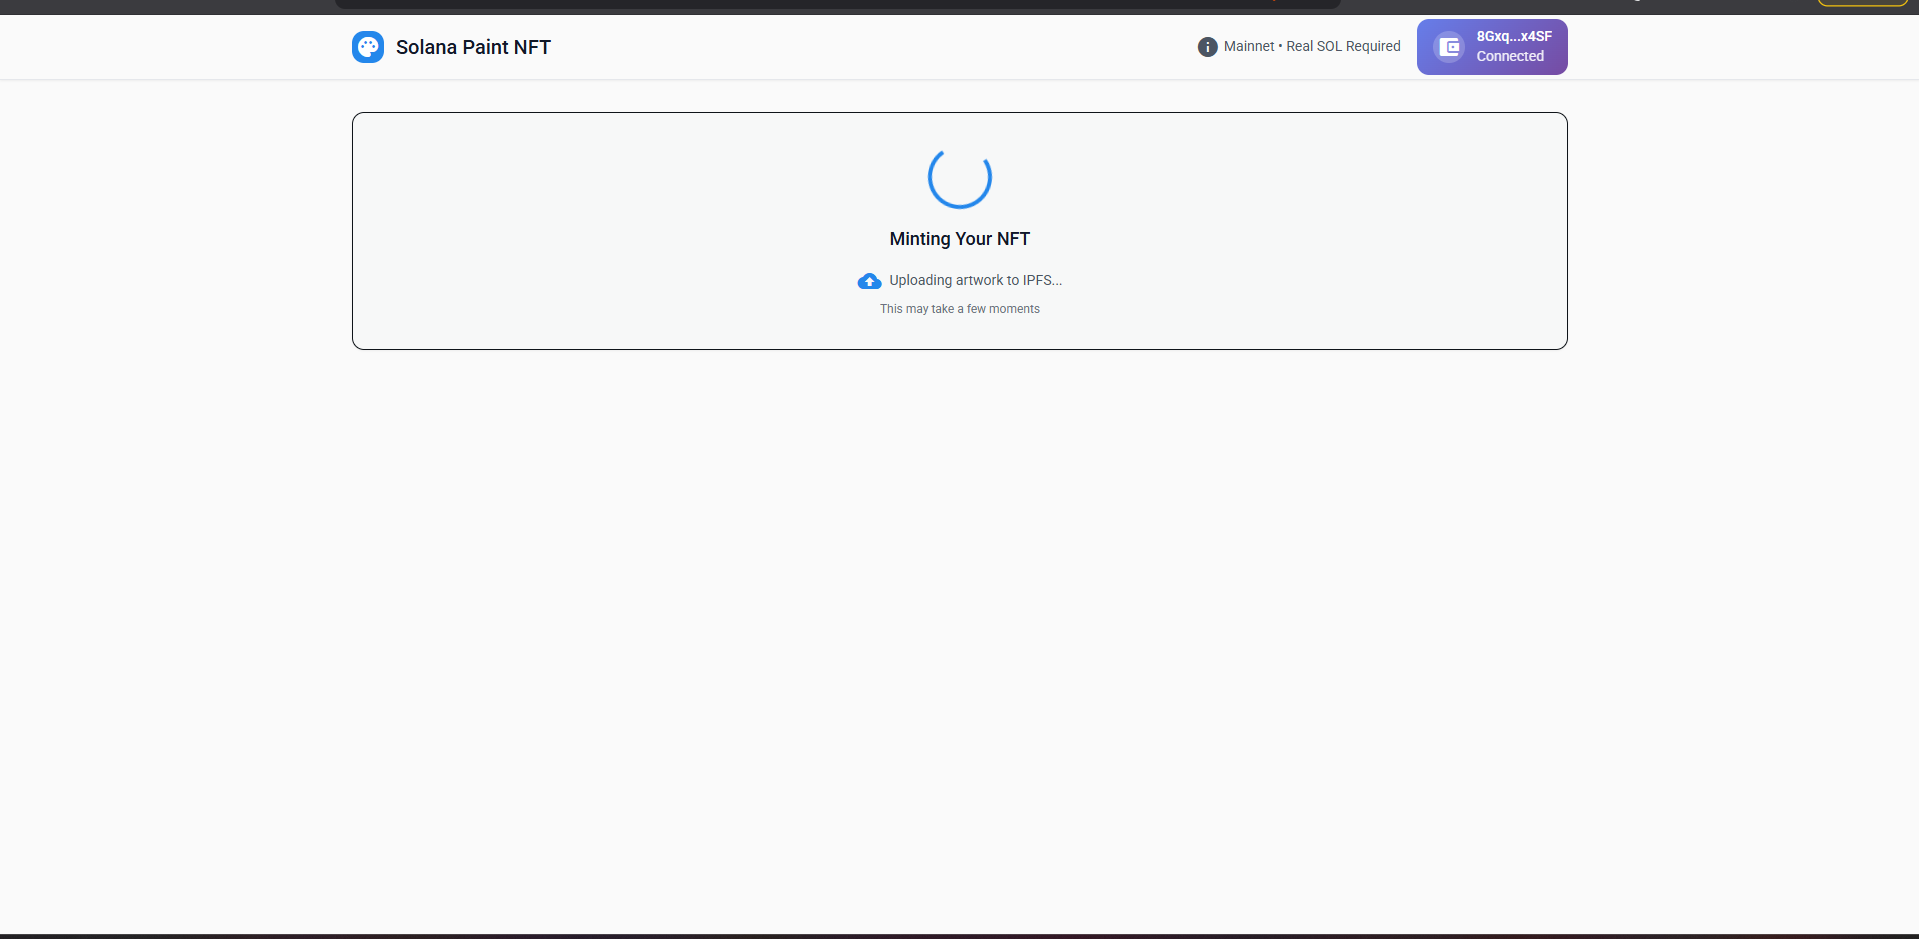 Solana Paint NFT
Mainnet • Real SOL Required
8Gxq...x4SF
Connected
Minting Your NFT
Uploading artwork to IPFS...
This may take a few moments